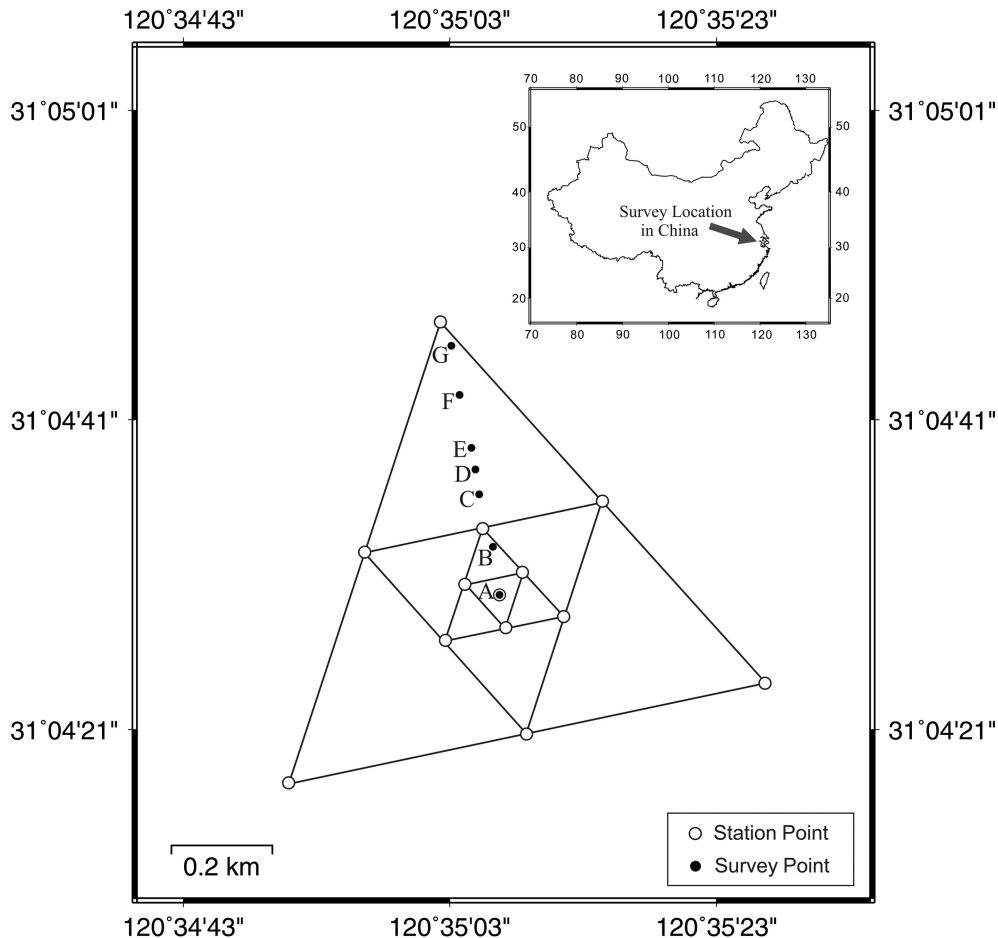 120˚34'43" 120˚35'03" 120˚35'23"
31˚05'01" 31˚05'01"
70 80 90 100 110 120 130
50 50
40 40
Survey Location
in China
30 30
20 20
70 80 90 100 110 120 130
G
F
31˚04'41" 31˚04'41"
E
D
C
B
A
31˚04'21" 31˚04'21"
Station Point
Survey Point
0.2 km
120˚34'43" 120˚35'03" 120˚35'23"